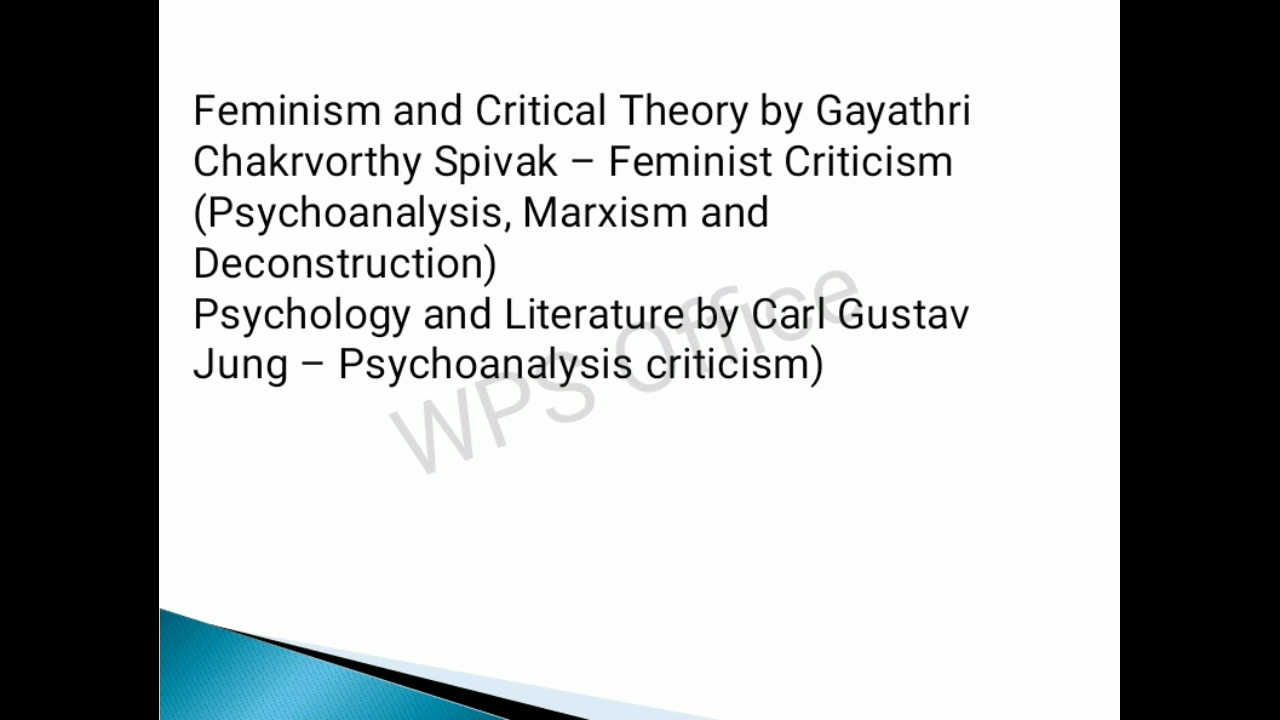 Feminism and Critical Theory by Gayathri
Chakrvorthy Spivak – Feminist Criticism
(Psychoanalysis, Marxism and
Deconstruction)
Psychology and Literature by Carl Gustav
Jung – Psychoanalysis criticism)
WPS Office